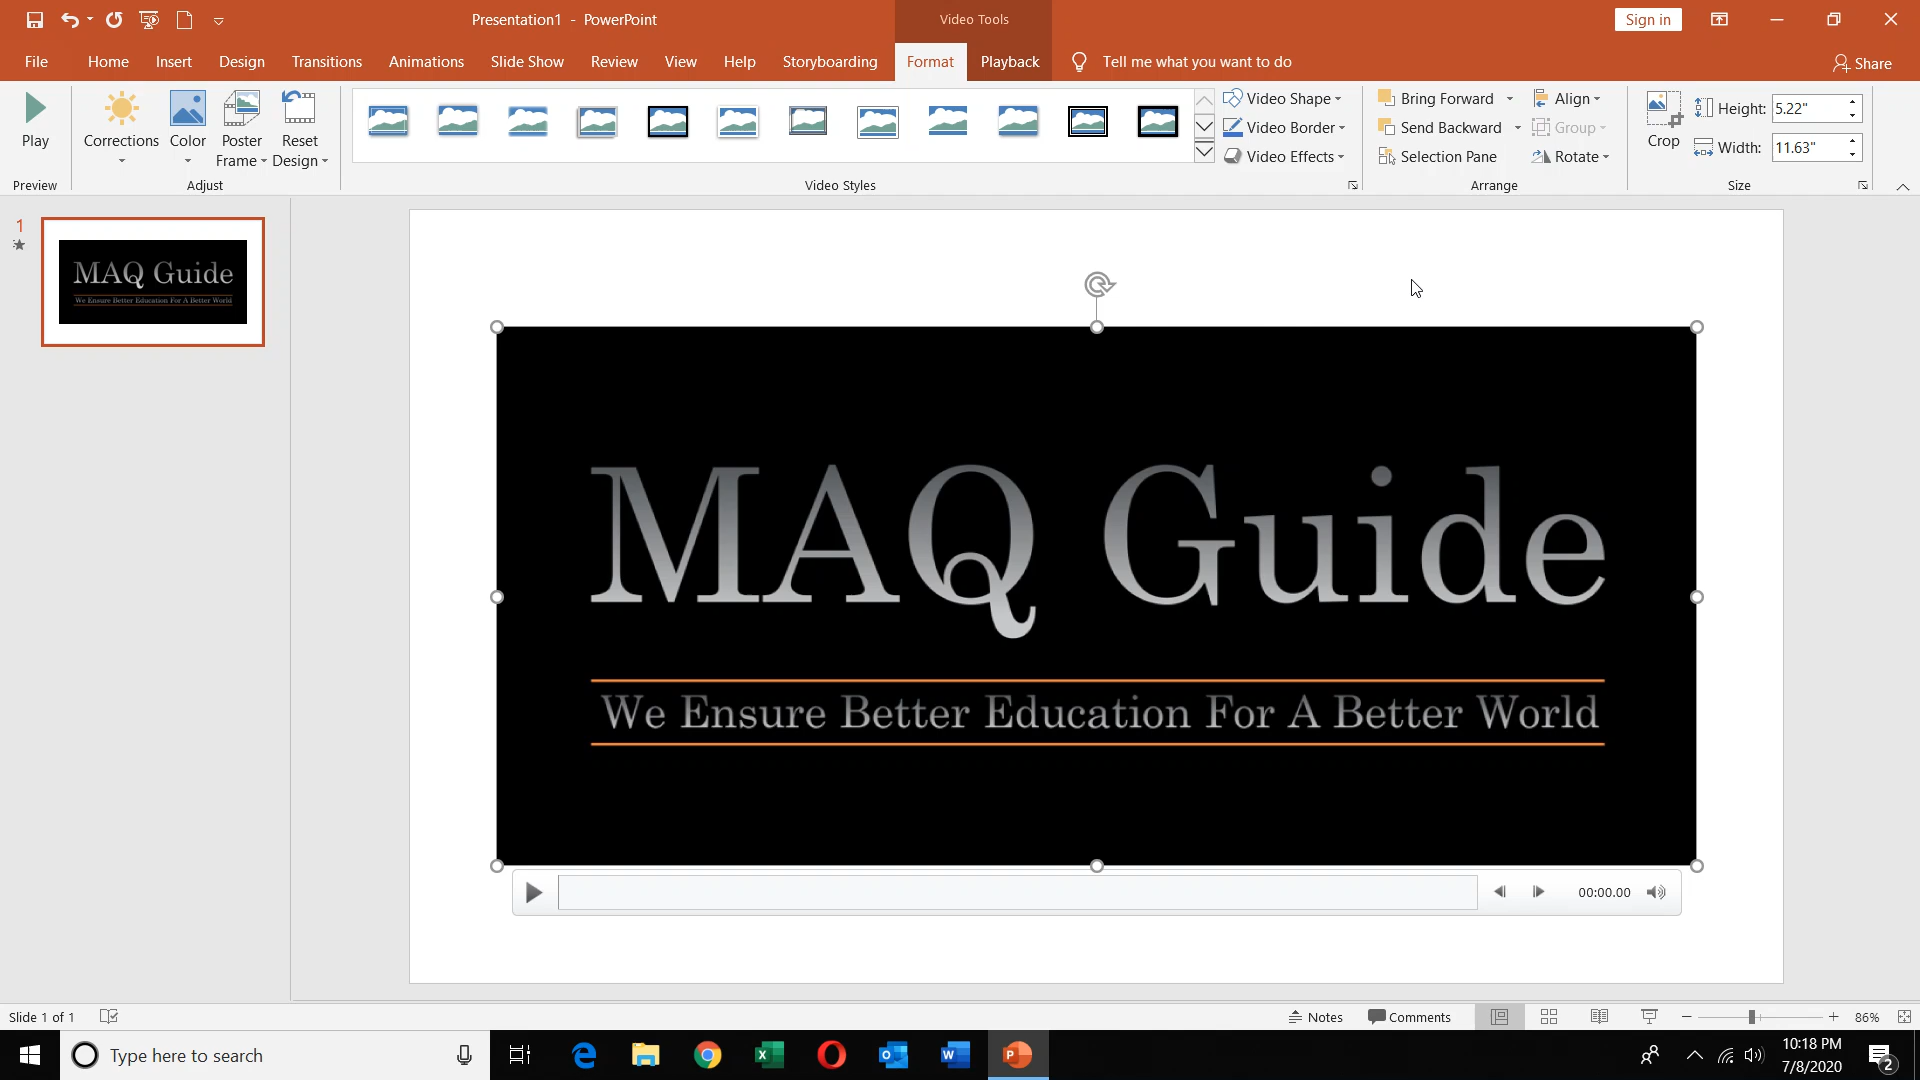 Presentation1 - PowerPoint
Video Tools
Sign in
File Home Insert Design Transitions Animations Slide Show Review View Help Storyboarding Format Playback Tell me what you want to do Share
Play
Preview
Corrections
Color
Poster Frame
Reset Design
Adjust
Video Styles
Video Shape
Video Border
Video Effects
Bring Forward
Send Backward
Selection Pane
Align
Group
Rotate
Arrange
Crop
Height: 5.22"
Width: 11.63"
Size
1
MAQ Guide
We Ensure Better Education For A Better World
MAQ Guide
We Ensure Better Education For A Better World
00:00.00
Slide 1 of 1
Notes
Comments
86%
Type here to search
10:18 PM
7/8/2020
2